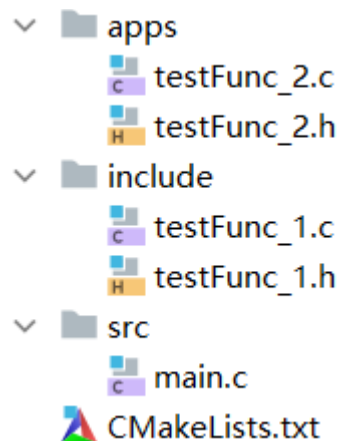 apps
C testFunc_2.c
H testFunc_2.h
include
C testFunc_1.c
H testFunc_1.h
src
C main.c
CMakeLists.txt